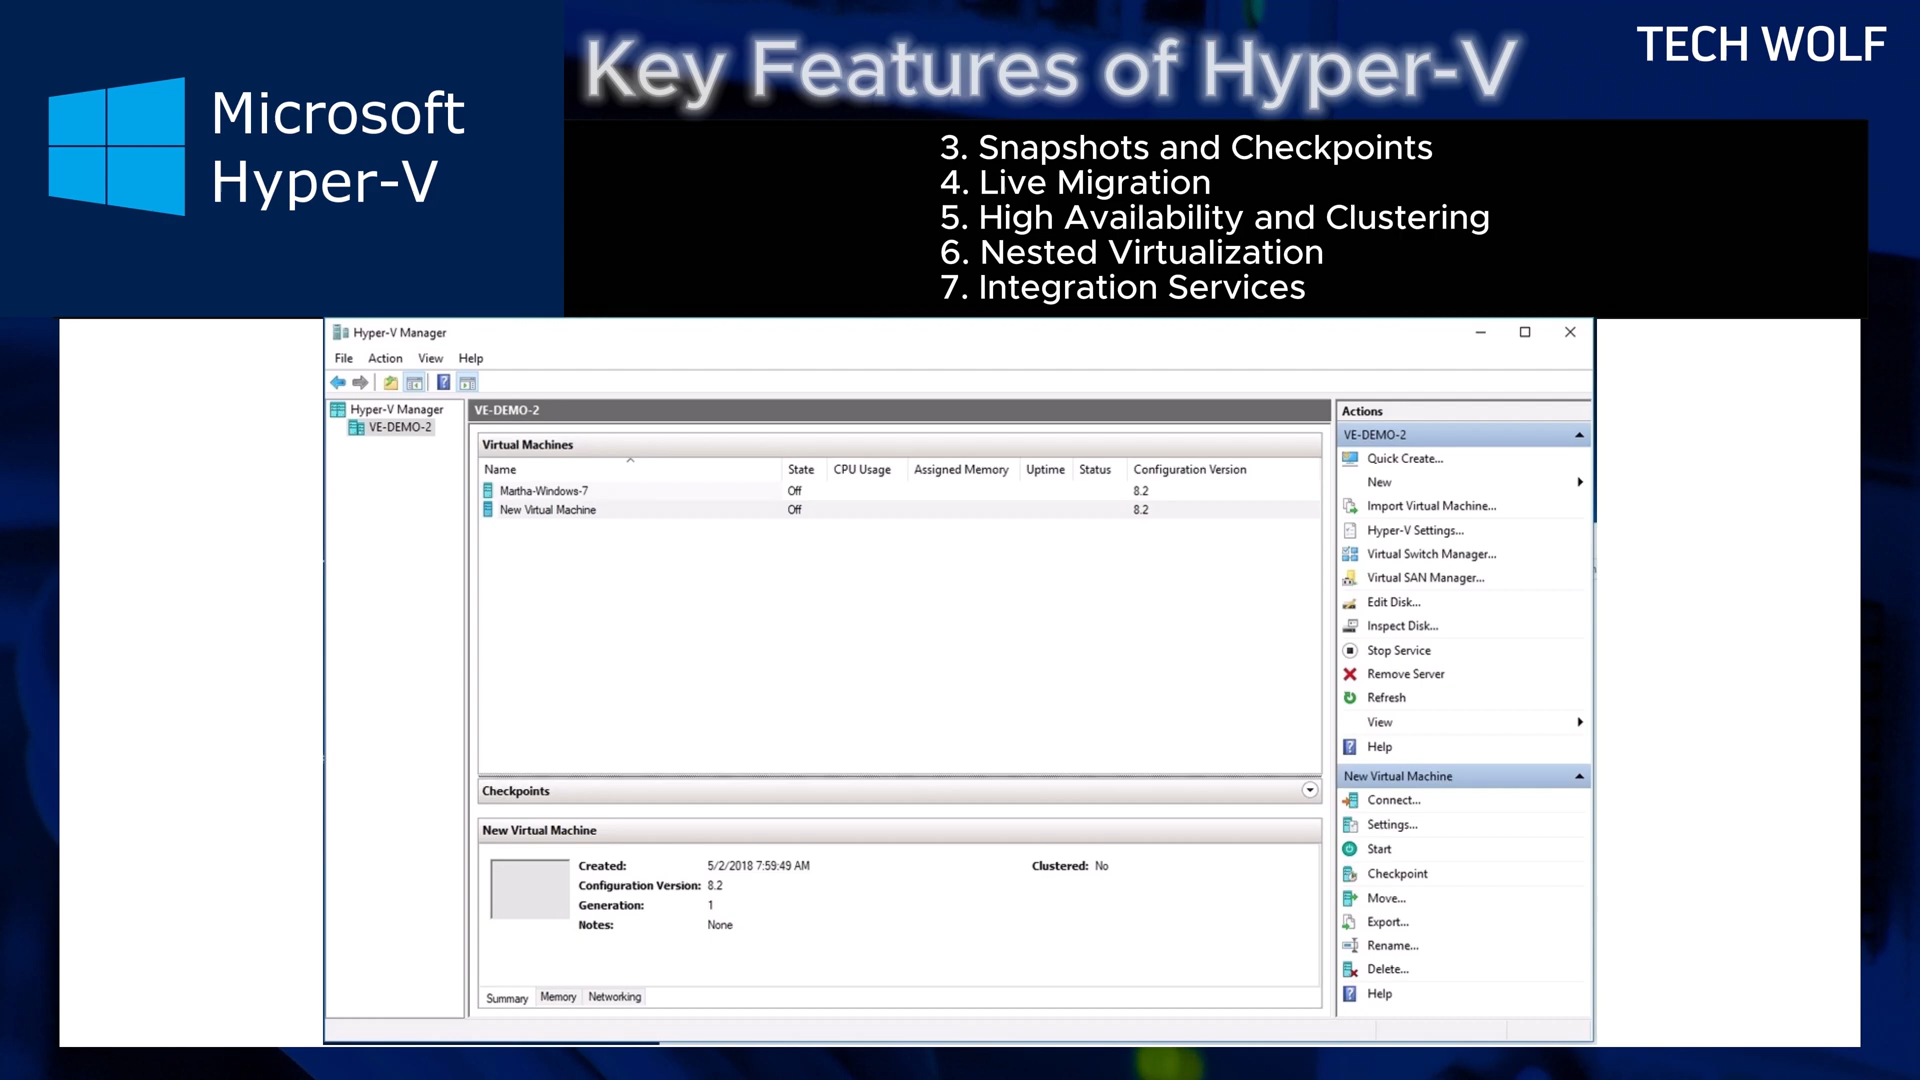 Microsoft
Hyper-V
Key Features of Hyper-V
TECH WOLF
3. Snapshots and Checkpoints
4. Live Migration
5. High Availability and Clustering
6. Nested Virtualization
7. Integration Services
Hyper-V Manager
File Action View Help
Hyper-V Manager
VE-DEMO-2
VE-DEMO-2
Virtual Machines
Name State CPU Usage Assigned Memory Uptime Status Configuration Version
Martha-Windows-7 Off 8.2
New Virtual Machine Off 8.2
Checkpoints
New Virtual Machine
Created: 5/2/2018 7:59:49 AM Clustered: No
Configuration Version: 8.2
Generation: 1
Notes: None
Summary Memory Networking
Actions
VE-DEMO-2
Quick Create...
New
Import Virtual Machine...
Hyper-V Settings...
Virtual Switch Manager...
Virtual SAN Manager...
Edit Disk...
Inspect Disk...
Stop Service
Remove Server
Refresh
View
Help
New Virtual Machine
Connect...
Settings...
Start
Checkpoint
Move...
Export...
Rename...
Delete...
Help